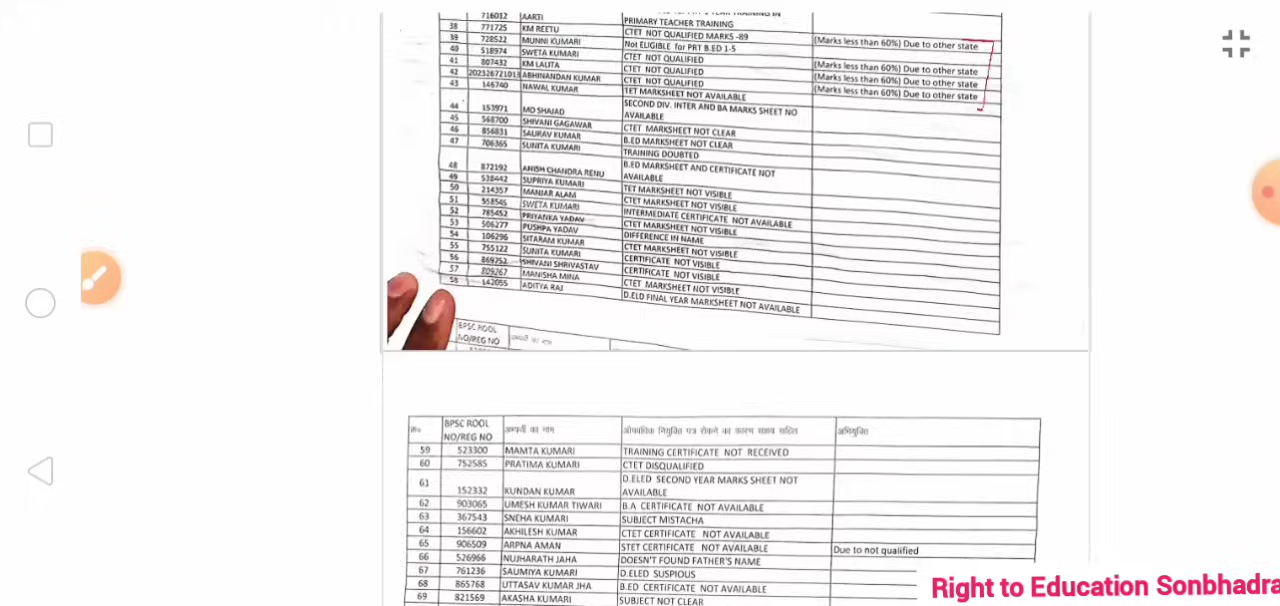 716012 AARTI
PRIMARY TEACHER TRAINING
38 771725 KM REETU CTET NOT QUALIFIED MARKS -89
39 728522 MUNNI KUMARI Not ELIGIBLE for PRT B.ED 1-5 (Marks less than 60%) Due to other state
40 518974 SWETA KUMARI CTET NOT QUALIFIED
41 807432 KM LALITA CTET NOT QUALIFIED (Marks less than 60%) Due to other state
42 ABHINANDAN KUMAR CTET NOT QUALIFIED (Marks less than 60%) Due to other state
43 146740 NAWAL KUMAR TET MARKSHEET NOT AVAILABLE (Marks less than 60%) Due to other state
SECOND DIV. INTER AND BA MARKS SHEET NO
44 153971 MD SHAJAD AVAILABLE
45 568700 SHIVANI GAGAWAR CTET MARKSHEET NOT CLEAR
46 856831 SAURAV KUMAR B.ED MARKSHEET NOT CLEAR
47 706365 SUNITA KUMARI TRAINING DOUBTED
B.ED MARKSHEET AND CERTIFICATE NOT
48 872192 ANISH CHANDRA RENU AVAILABLE
49 538442 SUPRIYA KUMARI TET MARKSHEET NOT VISIBLE
50 214357 MANJAR ALAM CTET MARKSHEET NOT VISIBLE
51 558545 SWETA KUMARI INTERMEDIATE CERTIFICATE NOT AVAILABLE
52 785452 PRIYANKA YADAV CTET MARKSHEET NOT VISIBLE
53 506277 PUSHPA YADAV DIFFERENCE IN NAME
54 106296 SITARAM KUMAR CTET MARKSHEET NOT VISIBLE
55 755122 SUNITA KUMARI CERTIFICATE NOT VISIBLE
56 869752 SHIVANI SHRIVASTAV CERTIFICATE NOT VISIBLE
57 809267 MANISHA MINA CTET MARKSHEET NOT VISIBLE
58 142055 ADITYA RAJ D.ELD FINAL YEAR MARKSHEET NOT AVAILABLE
BPSC ROOL
NO/REG NO अभ्यर्थी का नाम
BPSC ROOL
NO/REG NO अभ्यर्थी का नाम औपबंधिक नियुक्ति पत्र रोकने का कारण साक्ष्य सहित अभियुक्ति
59 523300 MAMTA KUMARI TRAINING CERTIFICATE NOT RECEIVED
60 752585 PRATIMA KUMARI CTET DISQUALIFIED
D.ELED SECOND YEAR MARKS SHEET NOT
61 152332 KUNDAN KUMAR AVAILABLE
62 903065 UMESH KUMAR TIWARI B.A CERTIFICATE NOT AVAILABLE
63 367543 SNEHA KUMARI SUBJECT MISTACHA
64 156602 AKHILESH KUMAR CTET CERTIFICATE NOT AVAILABLE
65 906509 ARPNA AMAN STET CERTIFICATE NOT AVAILABLE Due to not qualified
66 526966 NUJHARATH JAHA DOESN'T FOUND FATHER'S NAME
67 761236 SAUMIYA KUMARI D.ELED SUSPIOUS
68 865768 UTTASAV KUMAR JHA B.ED CERTIFICATE NOT AVAILABLE
69 821569 AKASHA KUMARI SUBJECT NOT CLEAR
Right to Education Sonbhadra